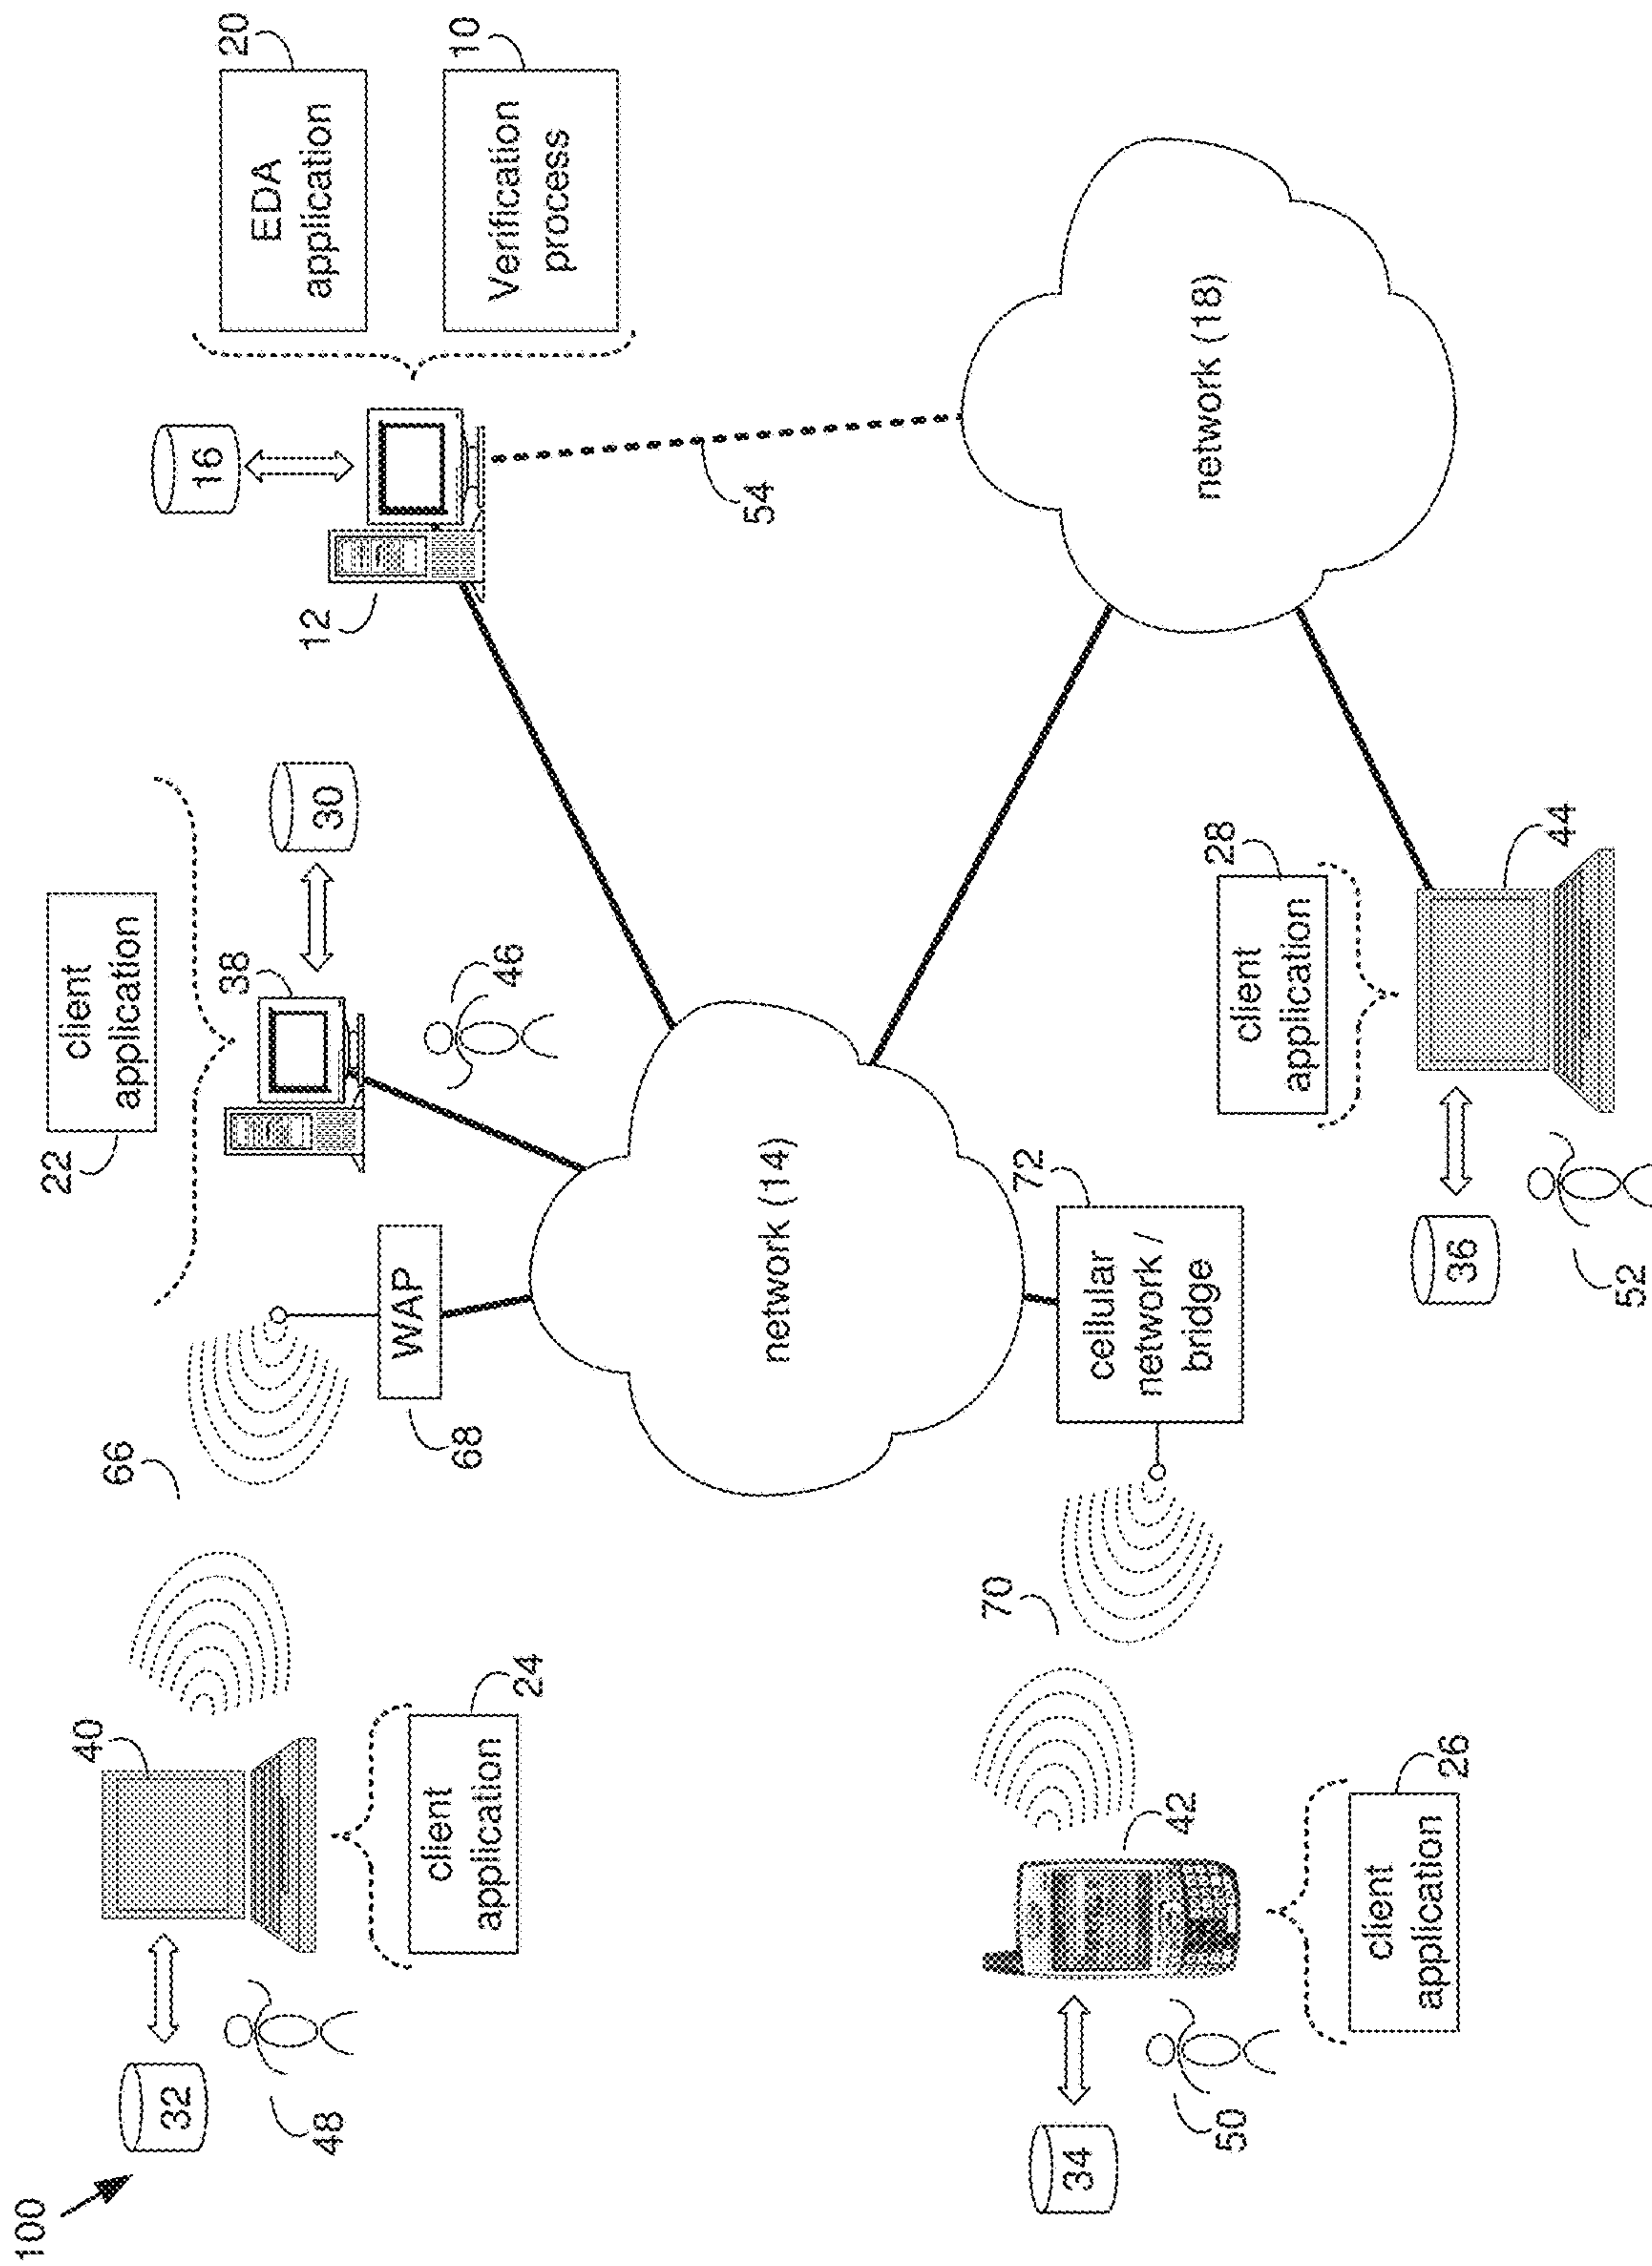 100
32
48
40
client
application
24
66
22
client
application
38
30
46
WAP
68
16
12
EDA
application
20
Verification
process
10
54
network (14)
network (18)
34
50
42
client
application
26
70
cellular
network /
bridge
72
client
application
28
36
52
44